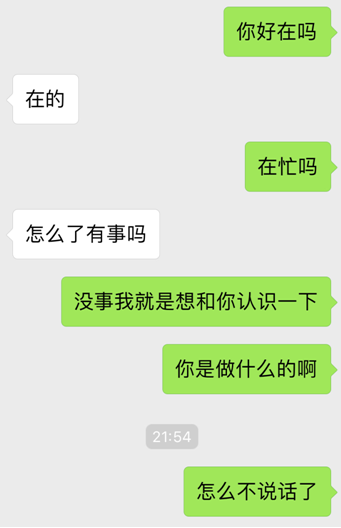 你好在吗
在的
在忙吗
怎么了有事吗
没事我就是想和你认识一下
你是做什么的啊
21:54
怎么不说话了